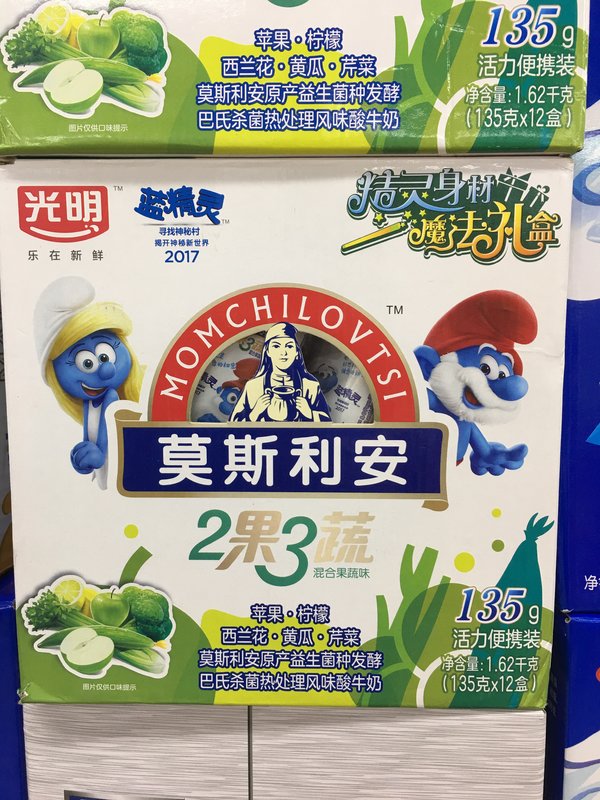 苹果·柠檬
西兰花·黄瓜·芹菜
莫斯利安原产益生菌种发酵
巴氏杀菌热处理风味酸牛奶
图片仅供口味提示
135g
活力便携装
净含量:1.62千克
(135克x12盒)
光明
TM
乐在新鲜
蓝精灵
TM
寻找神秘村
揭开神秘新世界
2017
精灵身材
魔法礼盒
MOMCHILOVTSI
TM
莫斯利安
2果3蔬
混合果蔬味
苹果·柠檬
西兰花·黄瓜·芹菜
莫斯利安原产益生菌种发酵
巴氏杀菌热处理风味酸牛奶
图片仅供口味提示
135g
活力便携装
净含量:1.62千克
(135克x12盒)
净